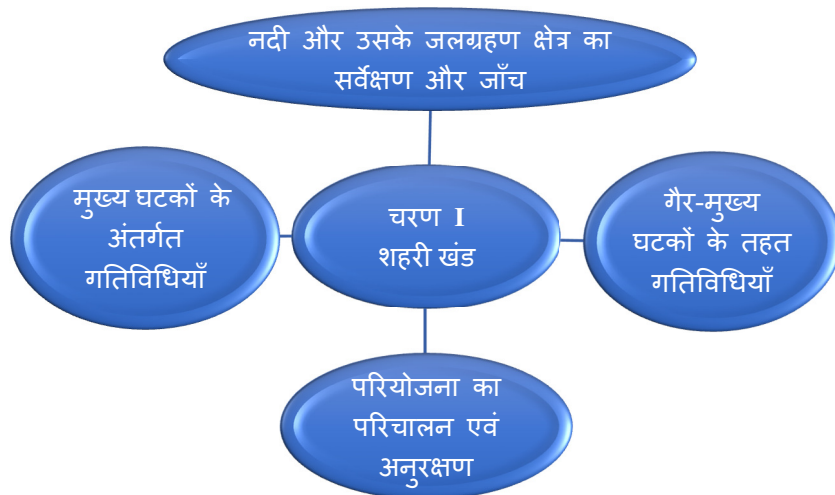 नदी और उसके जलग्रहण क्षेत्र का
सर्वेक्षण और जाँच
मुख्य घटकों के
अंतर्गत
गतिविधियाँ
चरण I
शहरी खंड
गैर-मुख्य
घटकों के तहत
गतिविधियाँ
परियोजना का
परिचालन एवं
अनुरक्षण